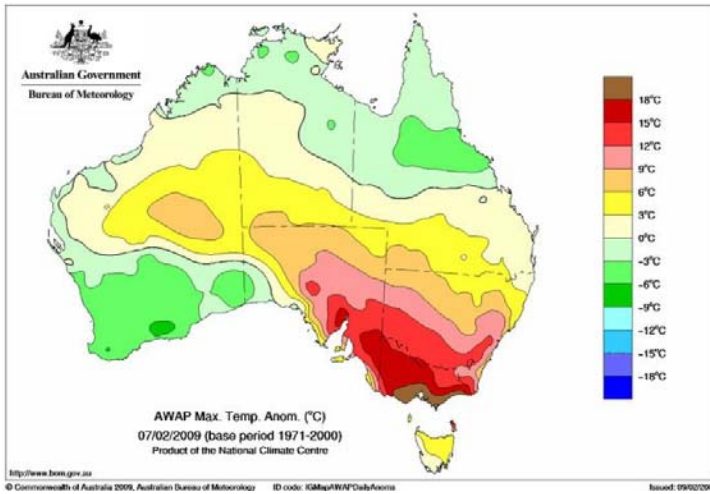 Australian Government
Bureau of Meteorology
18°C
15°C
12°C
9°C
6°C
3°C
0°C
-3°C
-6°C
-9°C
-12°C
-15°C
-18°C
AWAP Max. Temp. Anom. (°C)
07/02/2009 (base period 1971-2000)
Product of the National Climate Centre
http://www.bom.gov.au
© Commonwealth of Australia 2009, Australian Bureau of Meteorology ID code: IGMapAWAPDailyAnoms Issued: 09/02/200